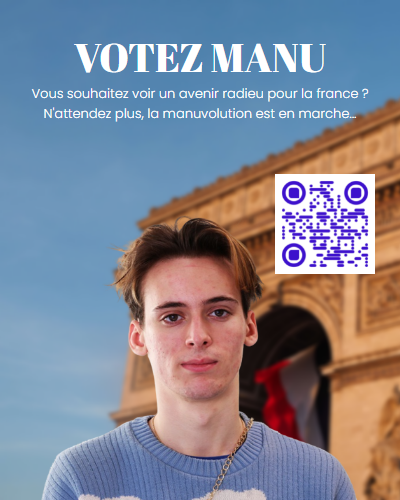 VOTEZ MANU
Vous souhaitez voir un avenir radieu pour la france ?
N'attendez plus, la manuvolution est en marche...